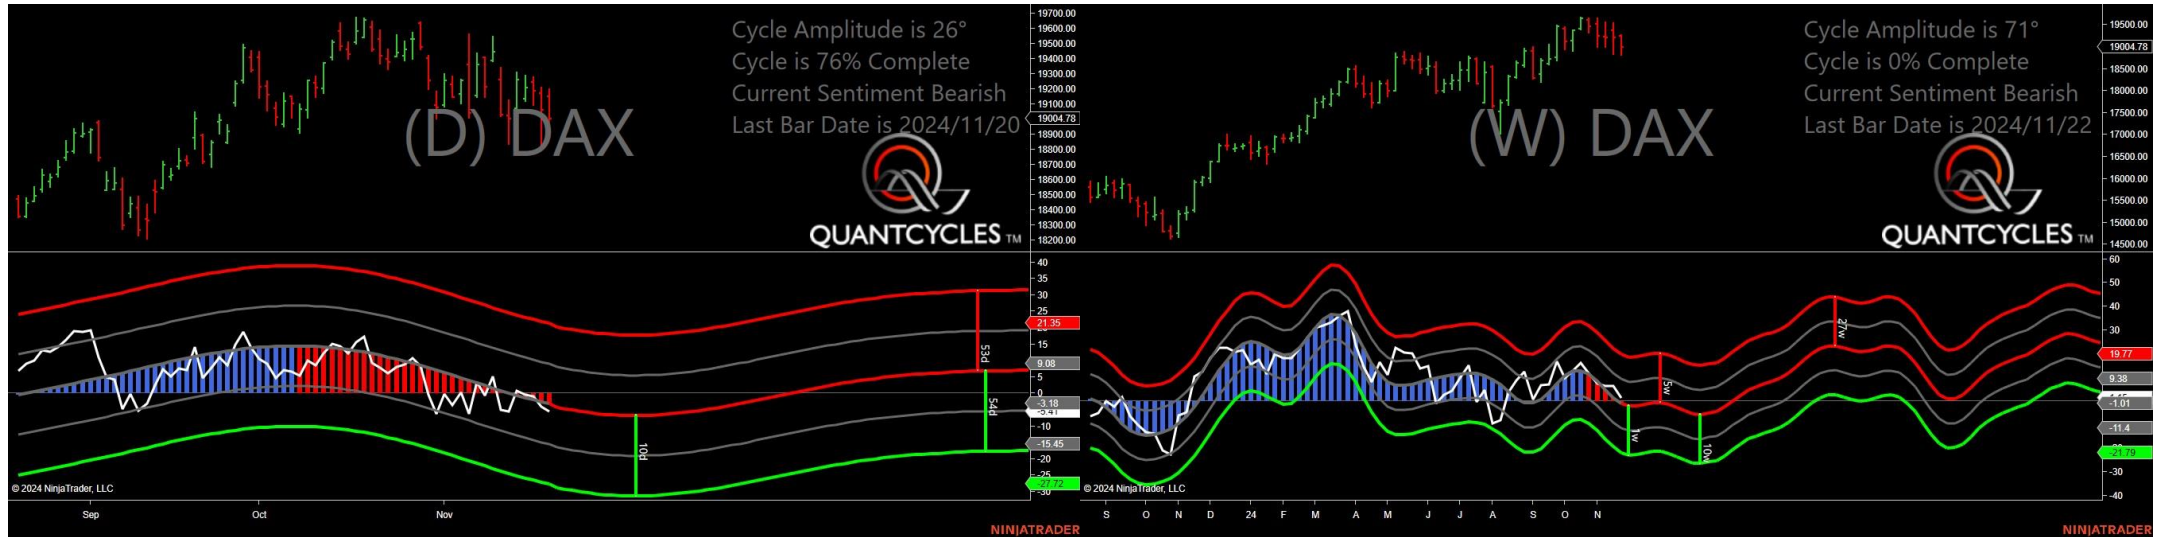 Cycle Amplitude is 26°
Cycle is 76% Complete
Current Sentiment Bearish
Last Bar Date is 2024/11/20
(D) DAX
QUANTCYCLES TM
19700.00
19600.00
19500.00
19400.00
19300.00
19200.00
19100.00
19004.78
18900.00
18800.00
18700.00
18600.00
18500.00
18400.00
18300.00
18200.00
40
35
30
25
21.35
15
9.08
5
0
-3.18
-5.41
-10
-15.45
-20
-25
-27.72
-30
53d
54d
10d
© 2024 NinjaTrader, LLC
Sep
Oct
Nov
NINJATRADER
Cycle Amplitude is 71°
Cycle is 0% Complete
Current Sentiment Bearish
Last Bar Date is 2024/11/22
(W) DAX
QUANTCYCLES TM
19500.00
19004.78
18500.00
18000.00
17500.00
17000.00
16500.00
16000.00
15500.00
15000.00
14500.00
60
50
40
30
19.77
9.38
-1.01
-11.4
-21.79
-30
-40
27w
5w
1w
10w
© 2024 NinjaTrader, LLC
S O N D 24 F M A M J J A S O N
NINJATRADER